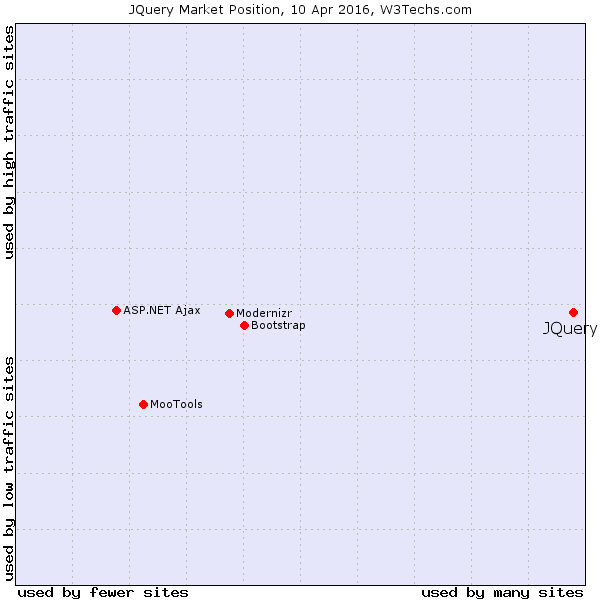 JQuery Market Position, 10 Apr 2016, W3Techs.com
used by high traffic sites
ASP.NET Ajax
Modernizr
Bootstrap
JQuery
MooTools
used by low traffic sites
used by fewer sites
used by many sites